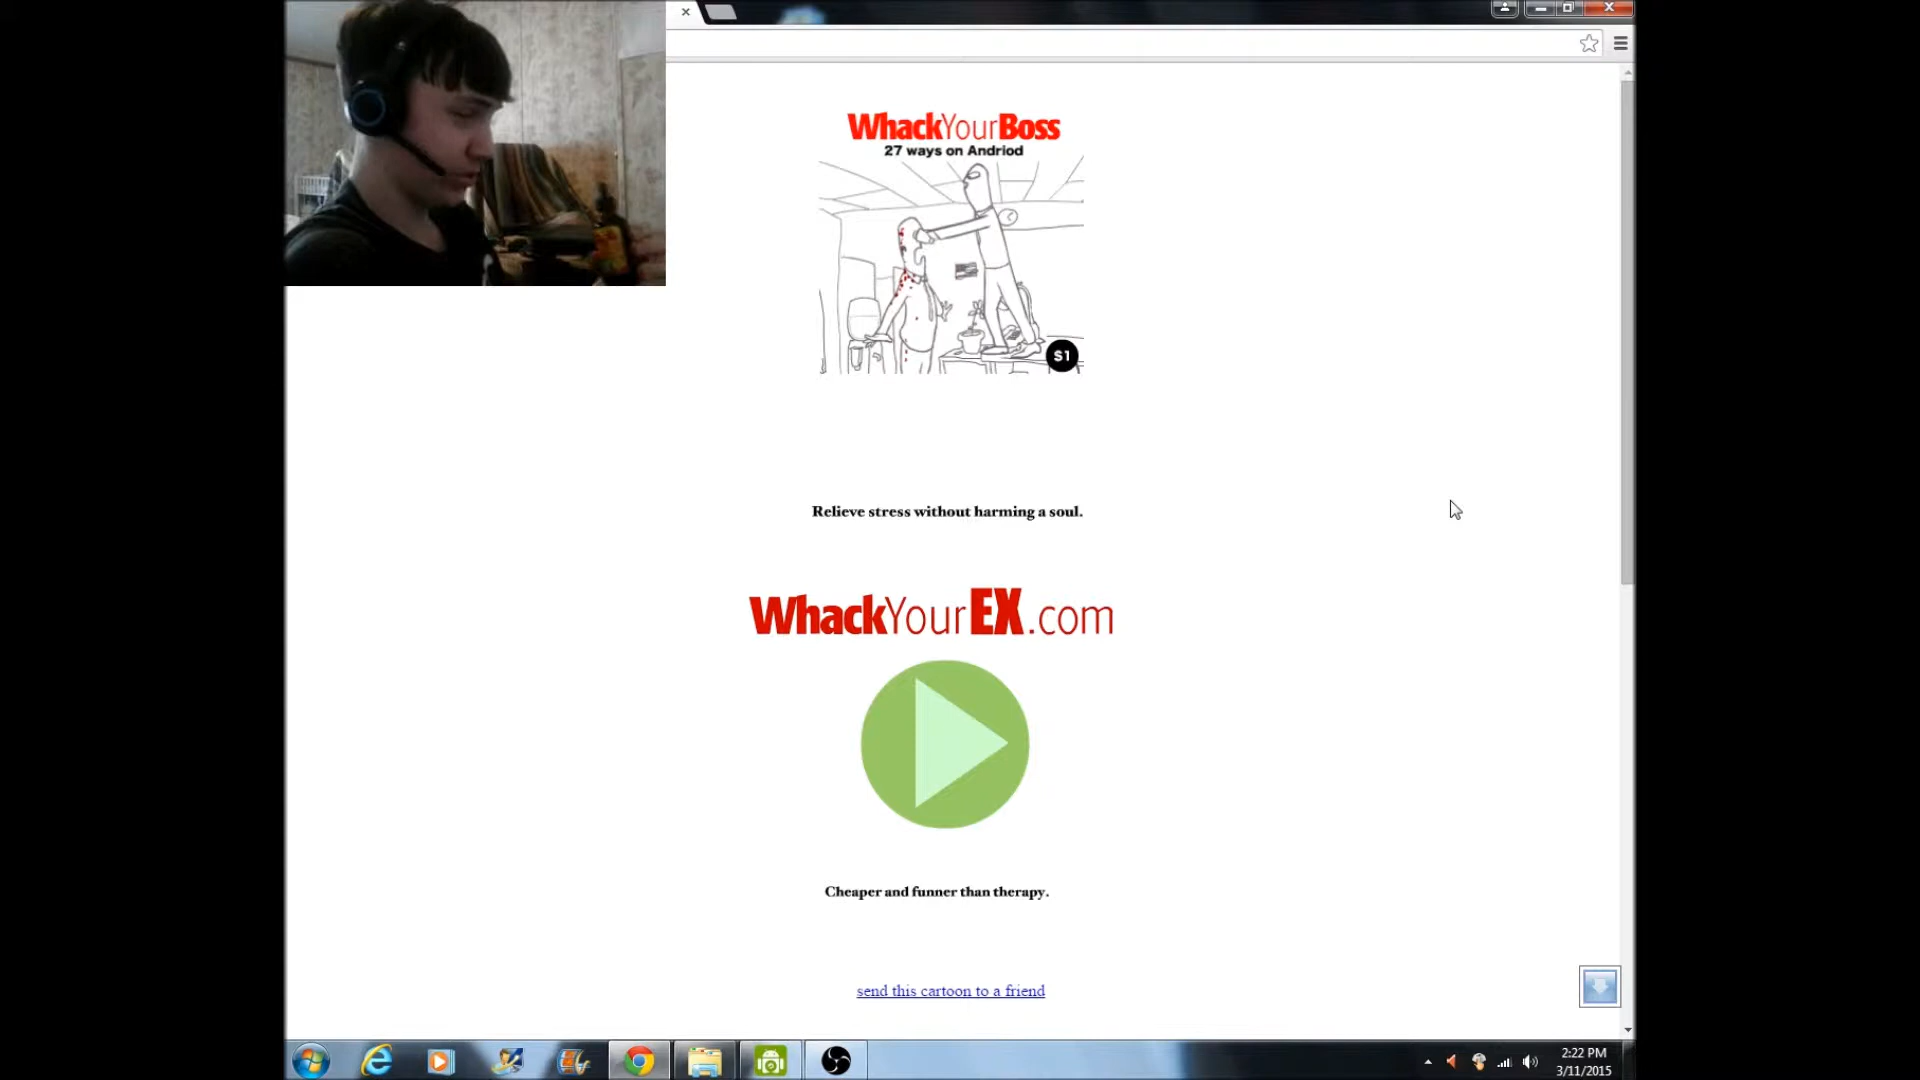 WhackYourBoss
27 ways on Andriod
$1
Relieve stress without harming a soul.
WhackYourEX.com
Cheaper and funner than therapy.
send this cartoon to a friend
2:22 PM
3/11/2015